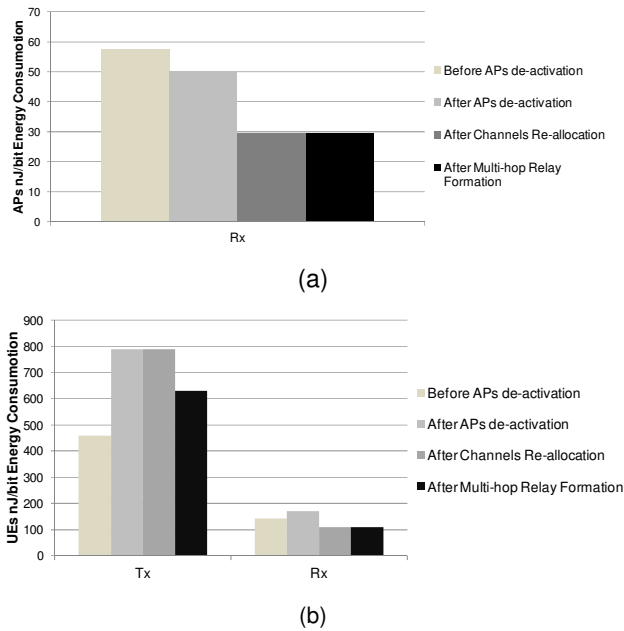 70
60
50
40
30
20
10
0
APs nJ/bit Energy Consumotion
Rx
Before APs de-activation
After APs de-activation
After Channels Re-allocation
After Multi-hop Relay
Formation
(a)
900
800
700
600
500
400
300
200
100
0
UEs nJ/bit Energy Consumotion
Tx
Rx
Before APs de-activation
After APs de-activation
After Channels Re-allocation
After Multi-hop Relay Formation
(b)